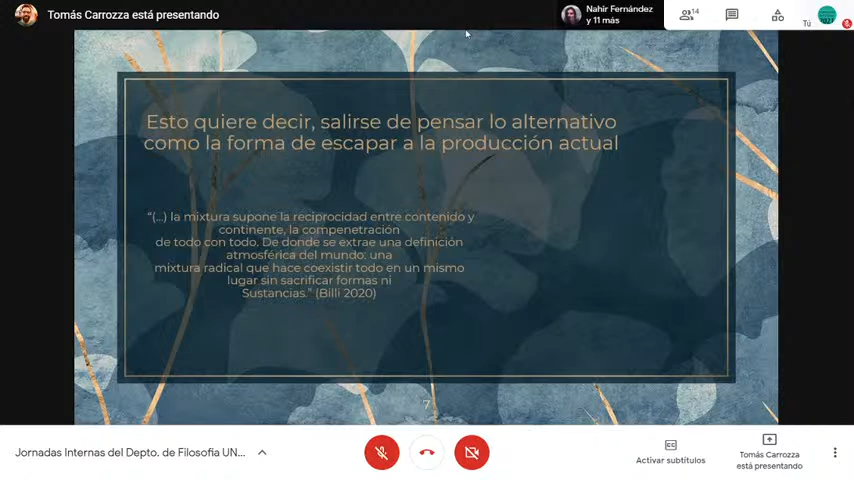 Tomás Carrozza está presentando
Nahir Fernández
y 11 más
14
Tú
2021
Esto quiere decir, salirse de pensar lo alternativo
como la forma de escapar a la producción actual
“(...) la mixtura supone la reciprocidad entre contenido y
continente, la compenetración
de todo con todo. De donde se extrae una definición
atmosférica del mundo: una
mixtura radical que hace coexistir todo en un mismo
lugar sin sacrificar formas ni
Sustancias.” (Billi 2020)
7
Jornadas Internas del Depto. de Filosofia UN...
Activar subtítulos
Tomás Carrozza
está presentando